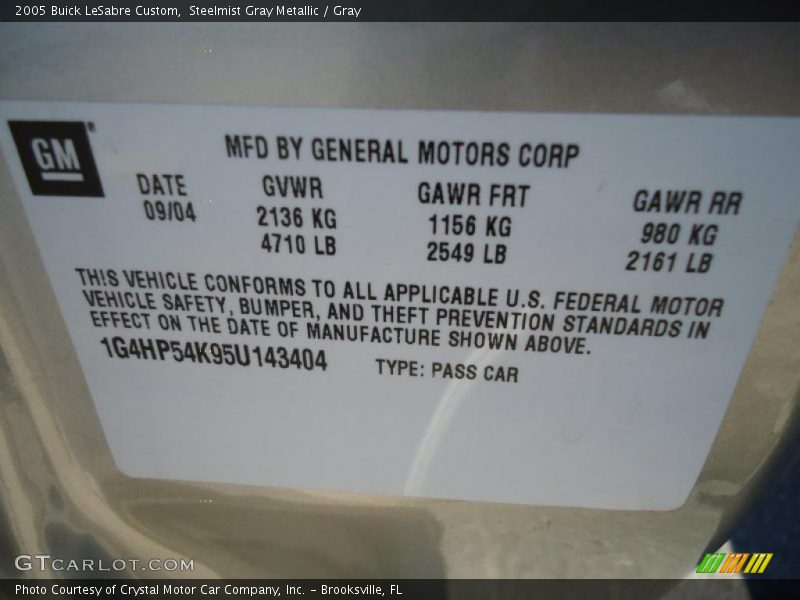 2005 Buick LeSabre Custom, Steelmist Gray Metallic / Gray
GM
MFD BY GENERAL MOTORS CORP
DATE GVWR GAWR FRT GAWR RR
09/04 2136 KG 1156 KG 980 KG
4710 LB 2549 LB 2161 LB
THIS VEHICLE CONFORMS TO ALL APPLICABLE U.S. FEDERAL MOTOR
VEHICLE SAFETY, BUMPER, AND THEFT PREVENTION STANDARDS IN
EFFECT ON THE DATE OF MANUFACTURE SHOWN ABOVE.
1G4HP54K95U143404 TYPE: PASS CAR
GTCARLOT.COM
Photo Courtesy of Crystal Motor Car Company, Inc. – Brooksville, FL